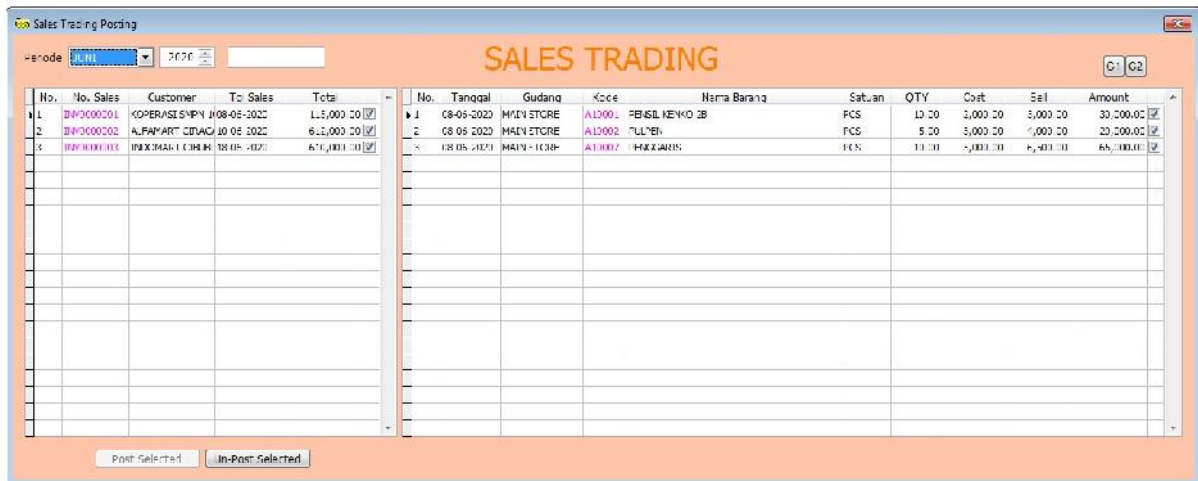 Sales Trading Posting
Periode JUNI 2020
SALES TRADING
G1 G2
No. No. Sales Customer Tgl Sales Total
1 INV0000001 KOPERASI SMPN 1 08-06-2020 115,000.00
2 INV0000002 ALFAMART CIRACA 10-06-2020 612,000.00
3 INV0000003 INDOMART CIBUBU 18-06-2020 610,000.00
No. Tanggal Gudang Kode Nama Barang Satuan QTY Cost Sell Amount
1 08-06-2020 MAIN STORE A10001 PENSIL KENKO 2B PCS 10.00 2,000.00 3,000.00 30,000.00
2 08-06-2020 MAIN STORE A10002 PULPEN PCS 5.00 3,000.00 4,000.00 20,000.00
3 08-06-2020 MAIN STORE A10007 PENGGARIS PCS 10.00 5,000.00 6,500.00 65,000.00
Post Selected Un-Post Selected